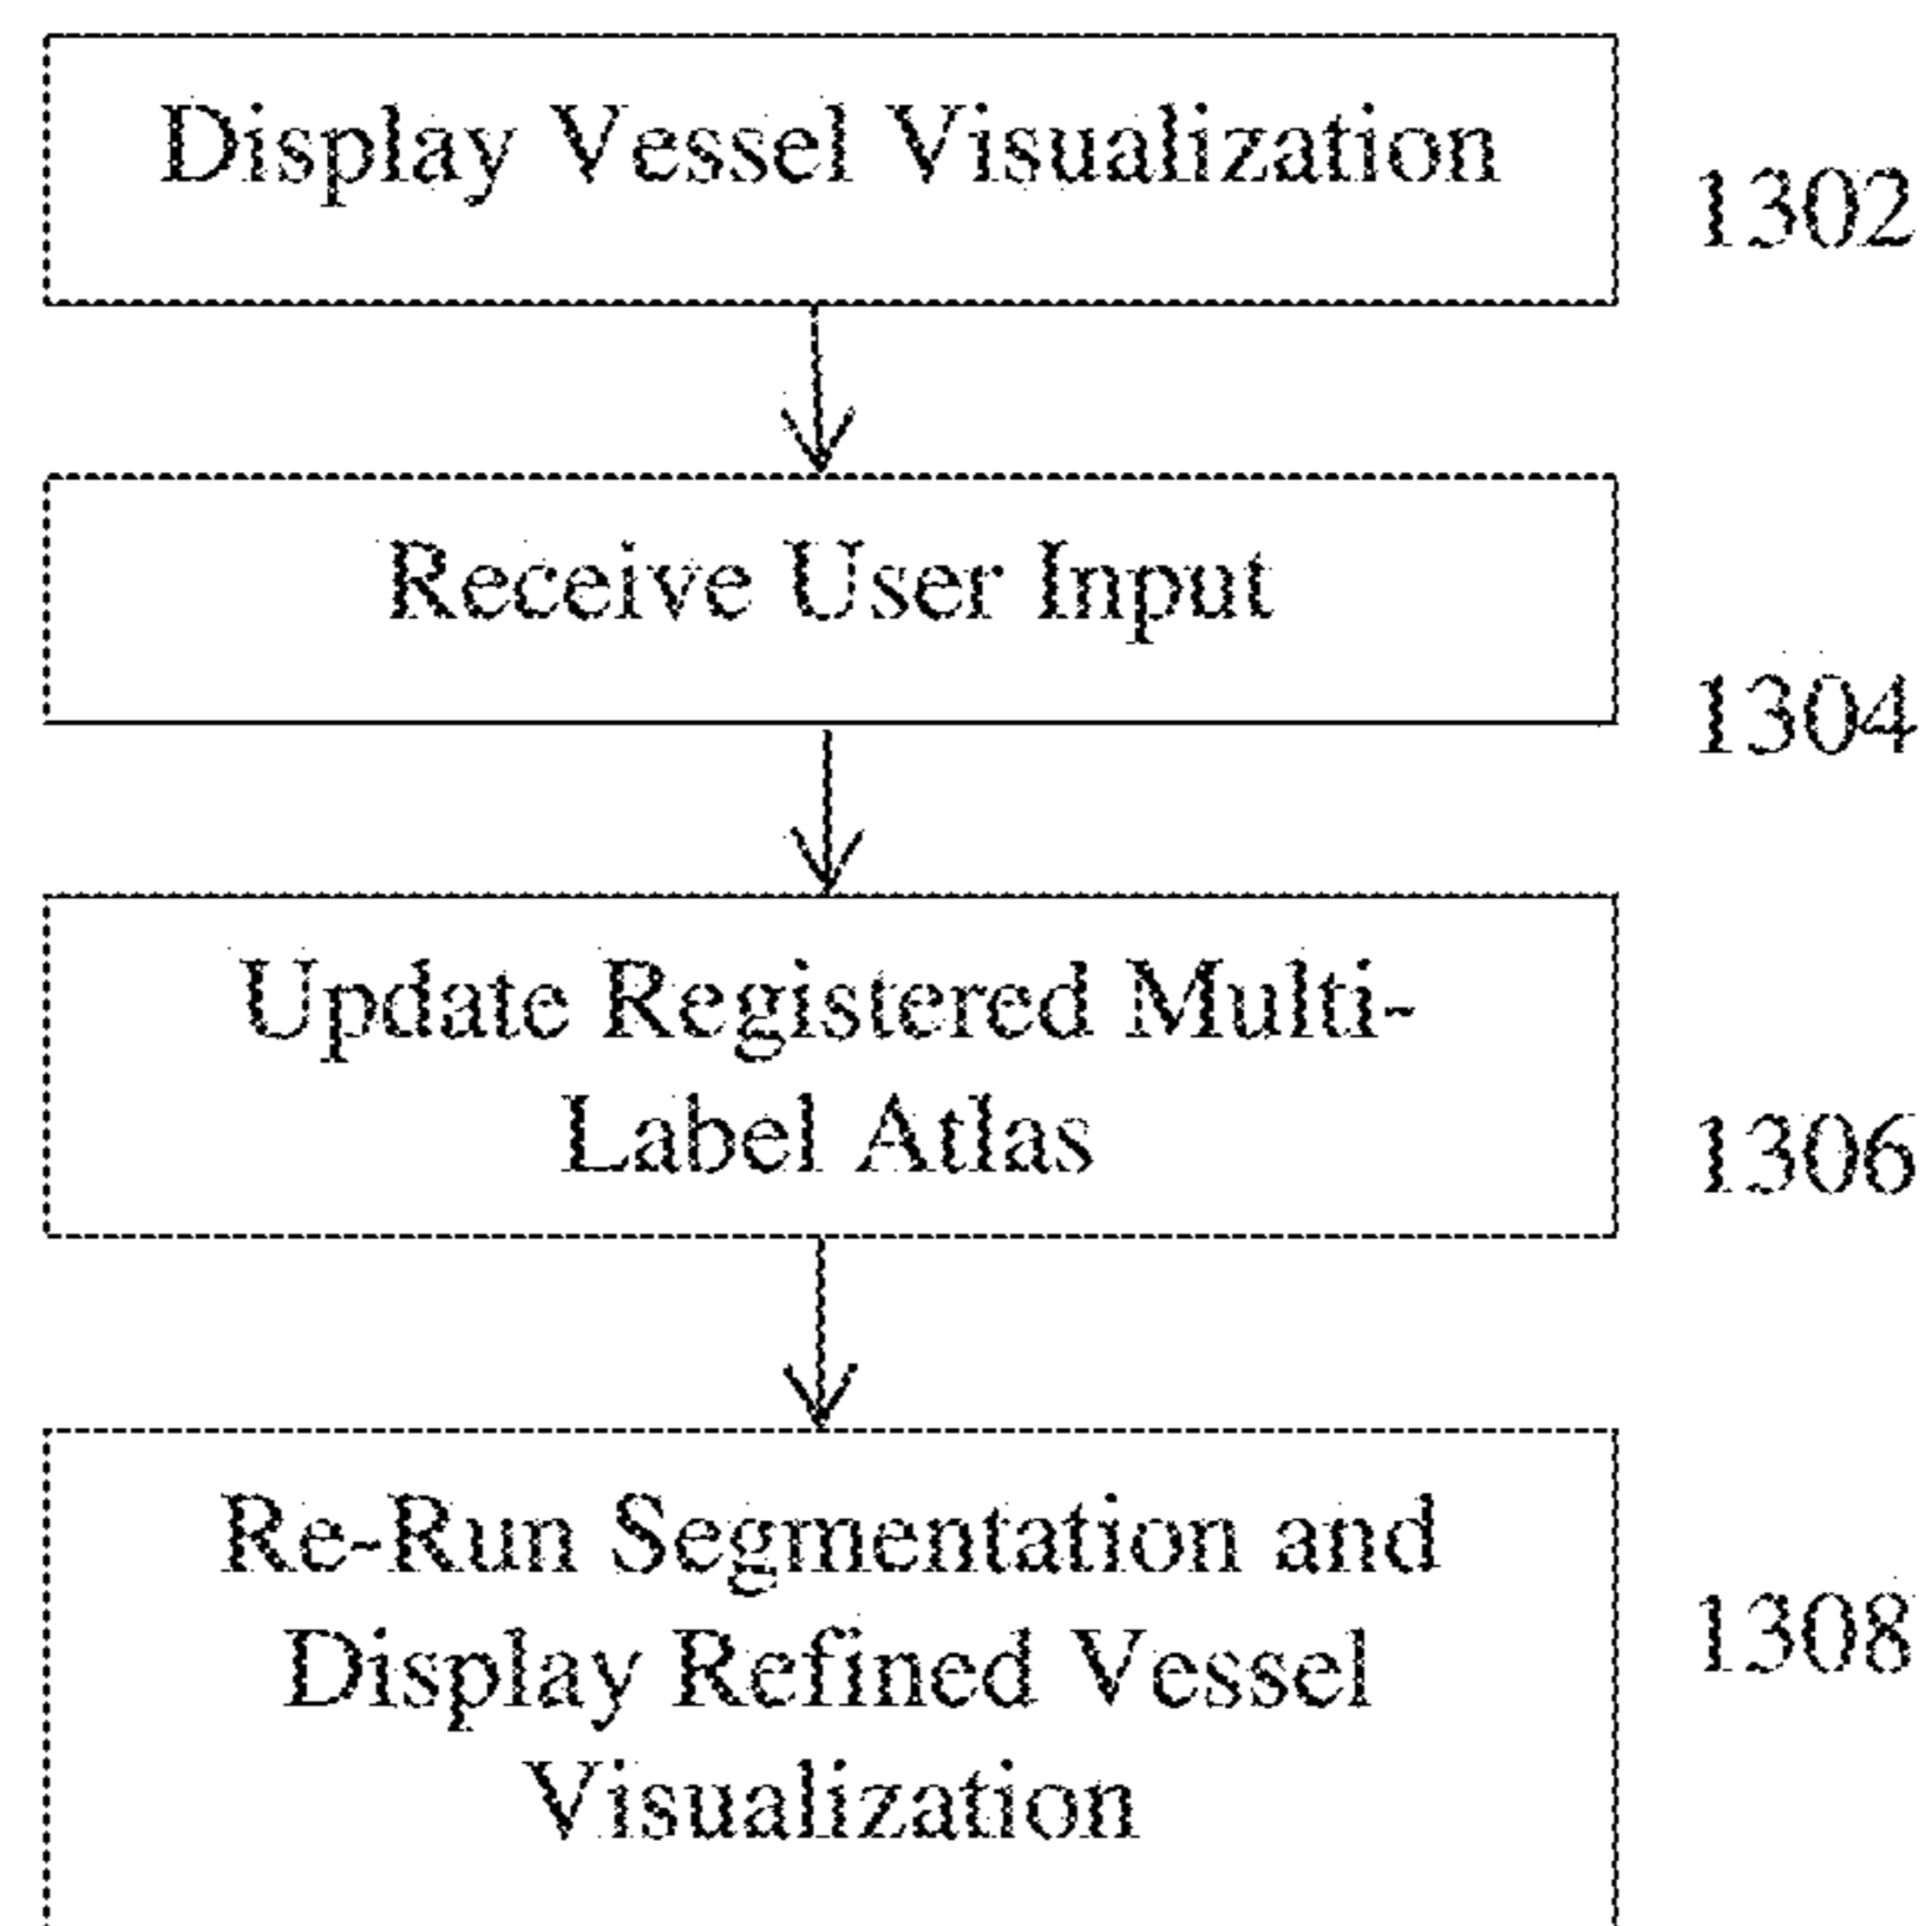 Display Vessel Visualization
1302
Receive User Input
1304
Update Registered Multi-
Label Atlas
1306
Re-Run Segmentation and
Display Refined Vessel
Visualization
1308